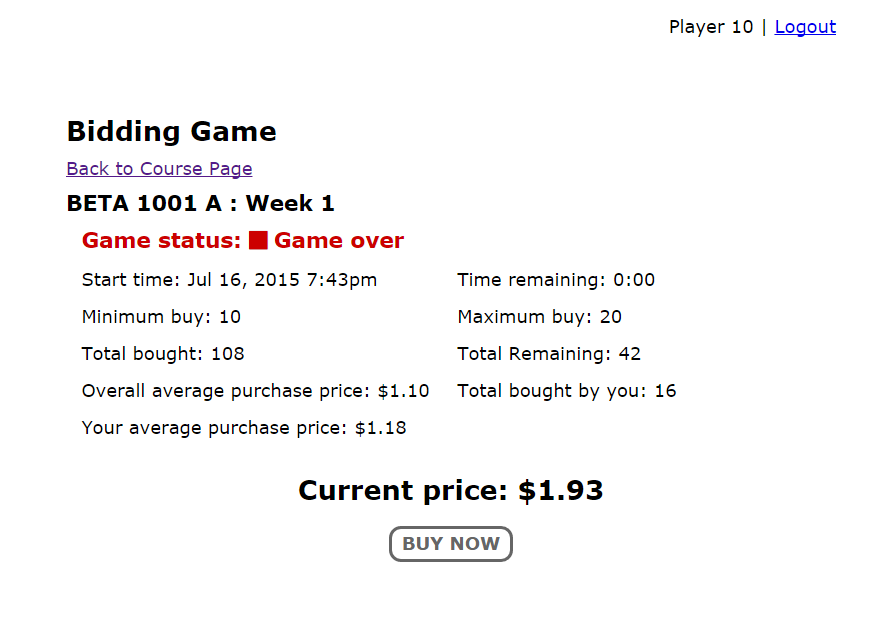 Player 10 | Logout
Bidding Game
Back to Course Page
BETA 1001 A : Week 1
Game status: Game over
Start time: Jul 16, 2015 7:43pm Time remaining: 0:00
Minimum buy: 10 Maximum buy: 20
Total bought: 108 Total Remaining: 42
Overall average purchase price: $1.10 Total bought by you: 16
Your average purchase price: $1.18
Current price: $1.93
BUY NOW